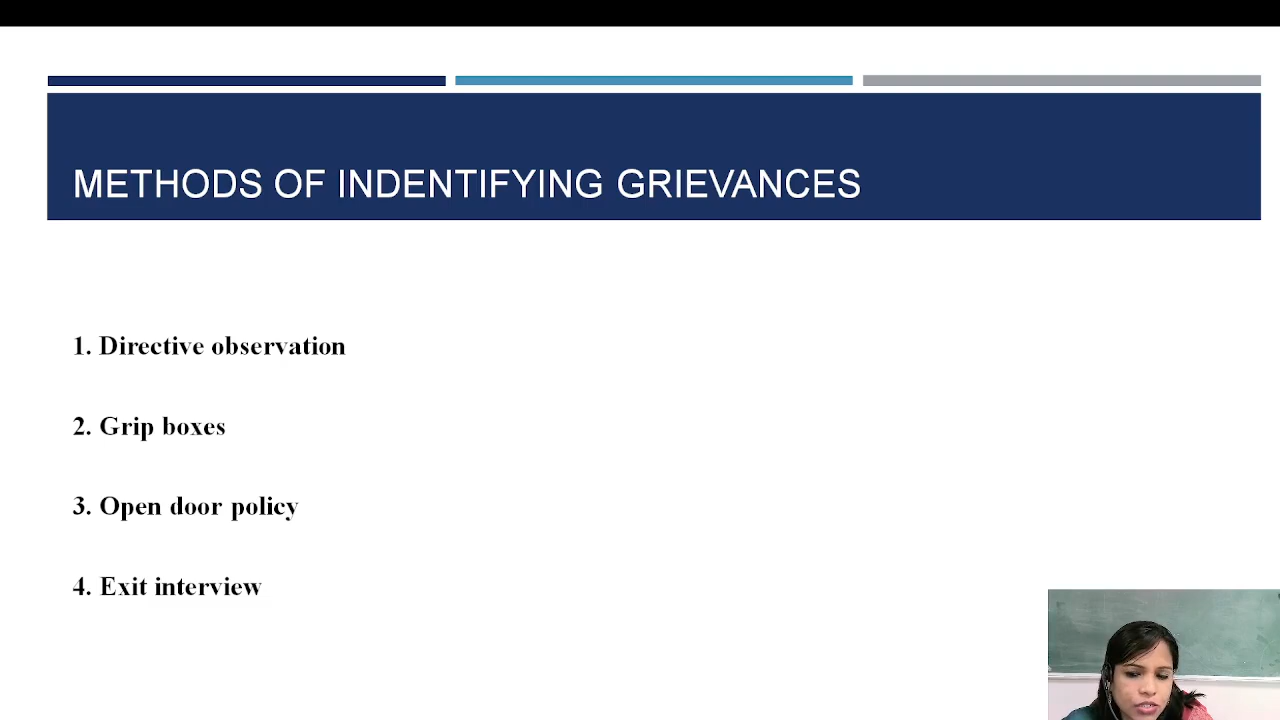 METHODS OF INDENTIFYING GRIEVANCES
1. Directive observation
2. Grip boxes
3. Open door policy
4. Exit interview